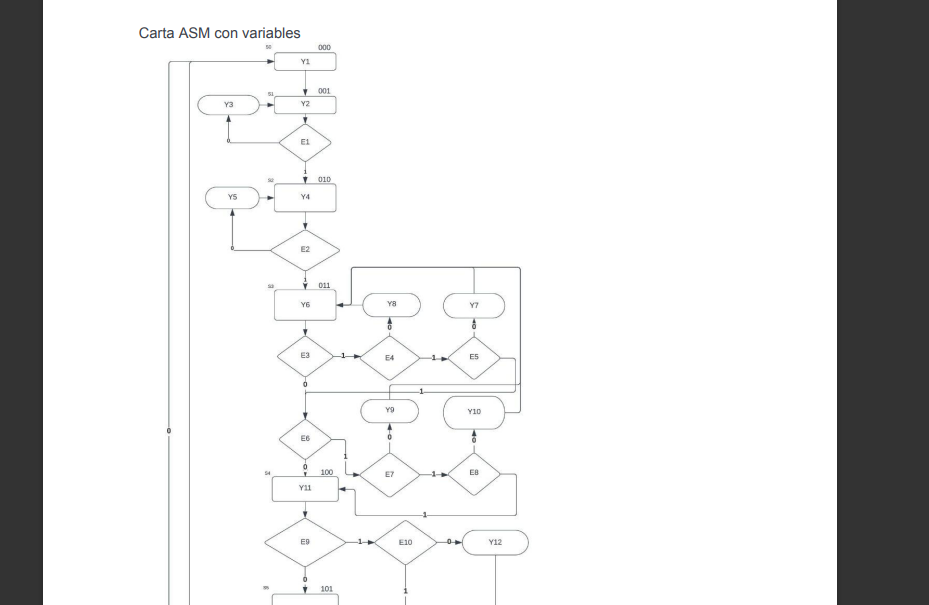 Carta ASM con variables
S0 000
Y1
S1 001
Y3 Y2
E1
0
1
S2 010
Y5 Y4
E2
0
1
S3 011
Y6 Y8 Y7
0 0
E3 1 E4 1 E5
0
1
Y9 Y10
0
E6 0 0
1
0
S4 100 E7 1 E8
Y11
1
E9 1 E10 0 Y12
0
S5 101 1